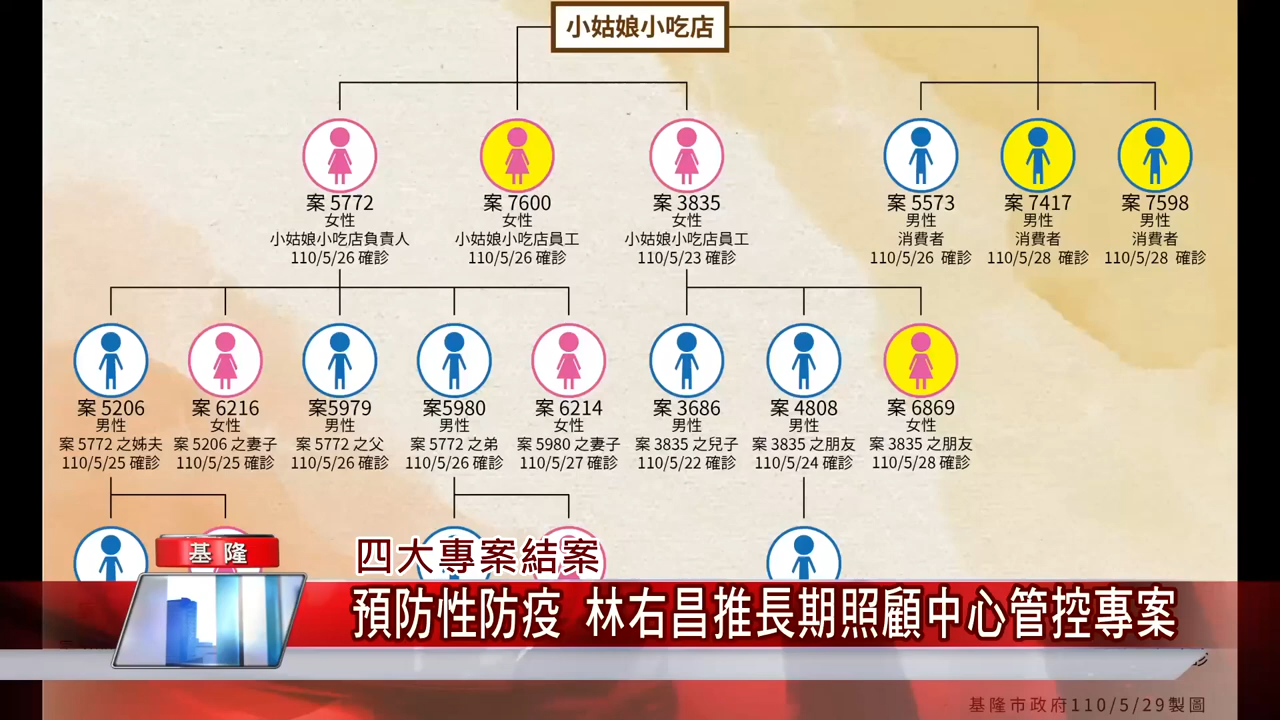 小姑娘小吃店
案 5772
女性
小姑娘小吃店負責人
110/5/26 確診
案 7600
女性
小姑娘小吃店員工
110/5/26 確診
案 3835
女性
小姑娘小吃店員工
110/5/23 確診
案 5573
男性
消費者
110/5/26 確診
案 7417
男性
消費者
110/5/28 確診
案 7598
男性
消費者
110/5/28 確診
案 5206
男性
案 5772 之姊夫
110/5/25 確診
案 6216
女性
案 5206 之妻子
110/5/25 確診
案5979
男性
案 5772 之父
110/5/26 確診
案5980
男性
案 5772 之弟
110/5/26 確診
案 6214
女性
案 5980 之妻子
110/5/27 確診
案 3686
男性
案 3835 之兒子
110/5/22 確診
案 4808
男性
案 3835 之朋友
110/5/24 確診
案 6869
女性
案 3835 之朋友
110/5/28 確診
基隆
四大專案結案
預防性防疫 林右昌推長期照顧中心管控專案
基隆市政府110/5/29製圖